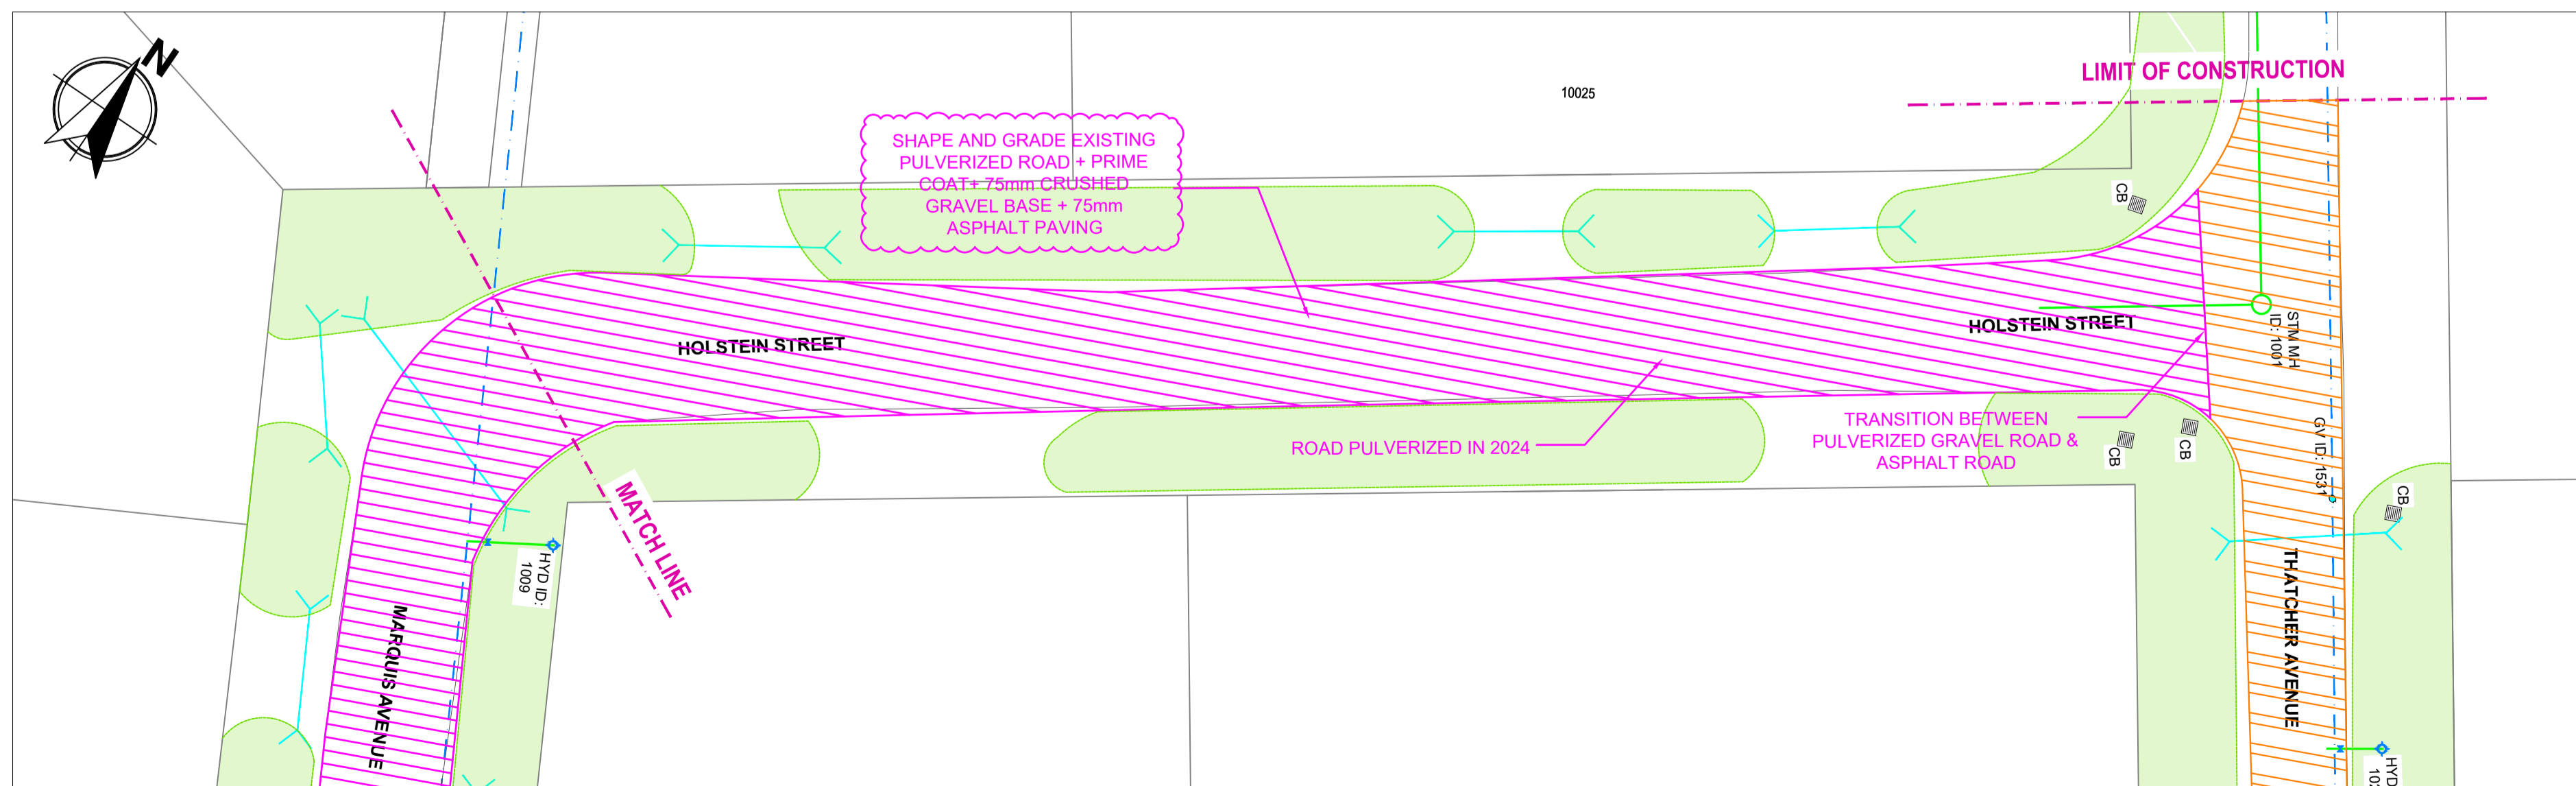 N
LIMIT OF CONSTRUCTION
10025
SHAPE AND GRADE EXISTING
PULVERIZED ROAD + PRIME
COAT+ 75mm CRUSHED
GRAVEL BASE + 75mm
ASPHALT PAVING
CB
HOLSTEIN STREET
HOLSTEIN STREET
STM MH
ID: 1001
TRANSITION BETWEEN
PULVERIZED GRAVEL ROAD &
ASPHALT ROAD
ROAD PULVERIZED IN 2024
CB
CB
GV ID: 1531
CB
MATCH LINE
HYD ID:
1009
MARQUIS AVENUE
THATCHER AVENUE
HYD